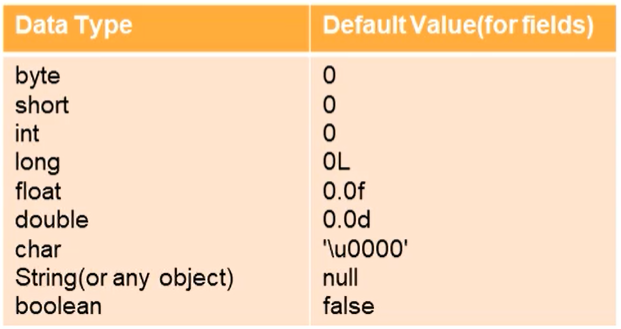 Data Type Default Value(for fields)
byte 0
short 0
int 0
long 0L
float 0.0f
double 0.0d
char '\u0000'
String(or any object) null
boolean false